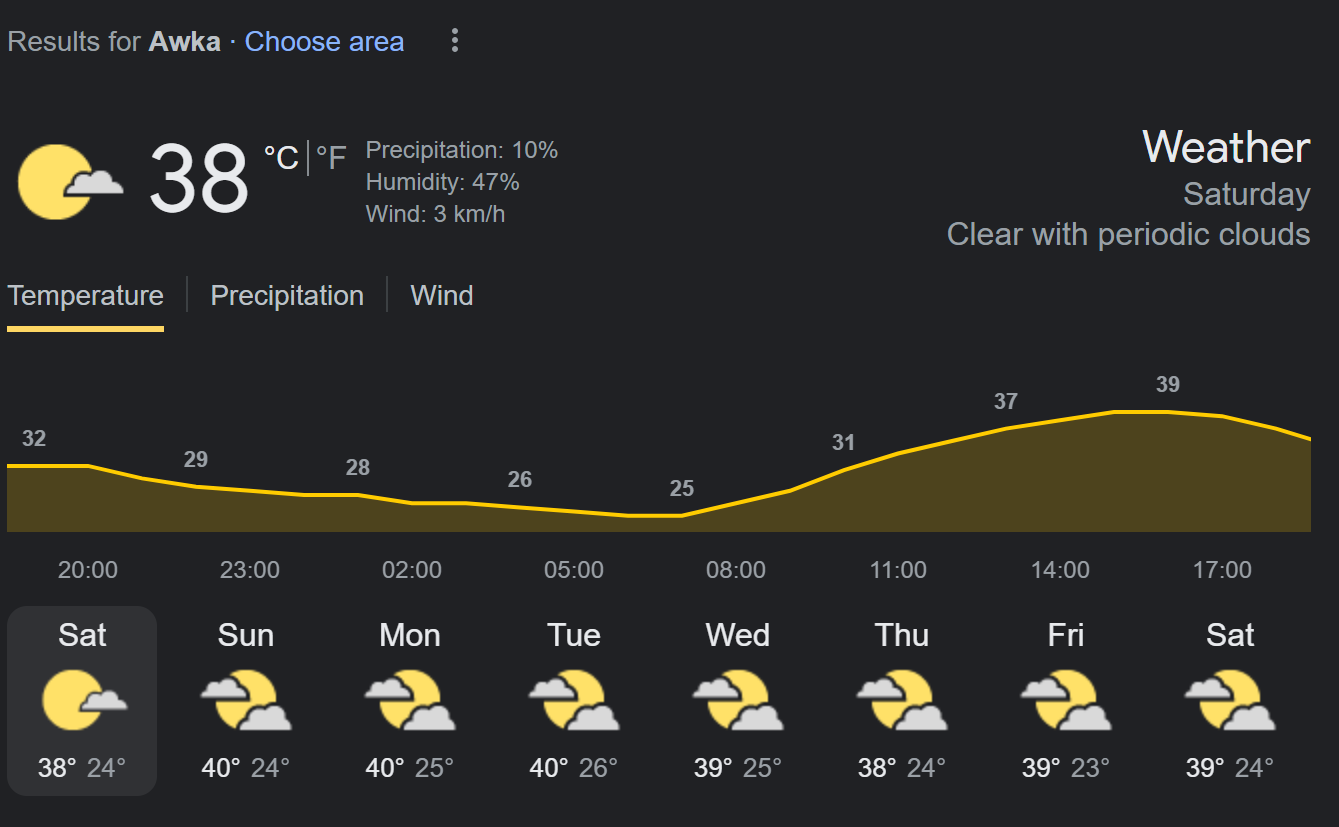 Results for Awka · Choose area
38 °C | °F
Precipitation: 10%
Humidity: 47%
Wind: 3 km/h
Weather
Saturday
Clear with periodic clouds
Temperature | Precipitation | Wind
32 29 28 26 25 31 37 39
20:00 23:00 02:00 05:00 08:00 11:00 14:00 17:00
Sat Sun Mon Tue Wed Thu Fri Sat
38° 24° 40° 24° 40° 25° 40° 26° 39° 25° 38° 24° 39° 23° 39° 24°